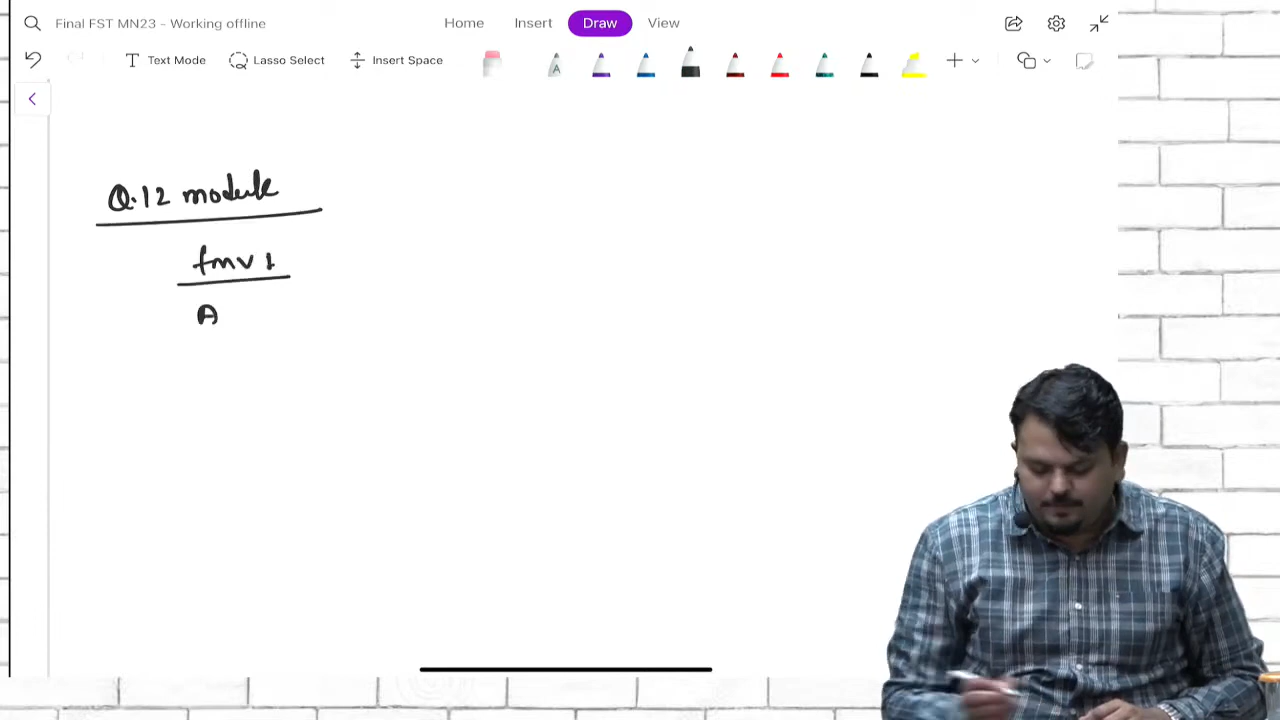 Final FST MN23 - Working offline
Home Insert Draw View
Text Mode Lasso Select Insert Space
Q.12 module
fmv 1
A